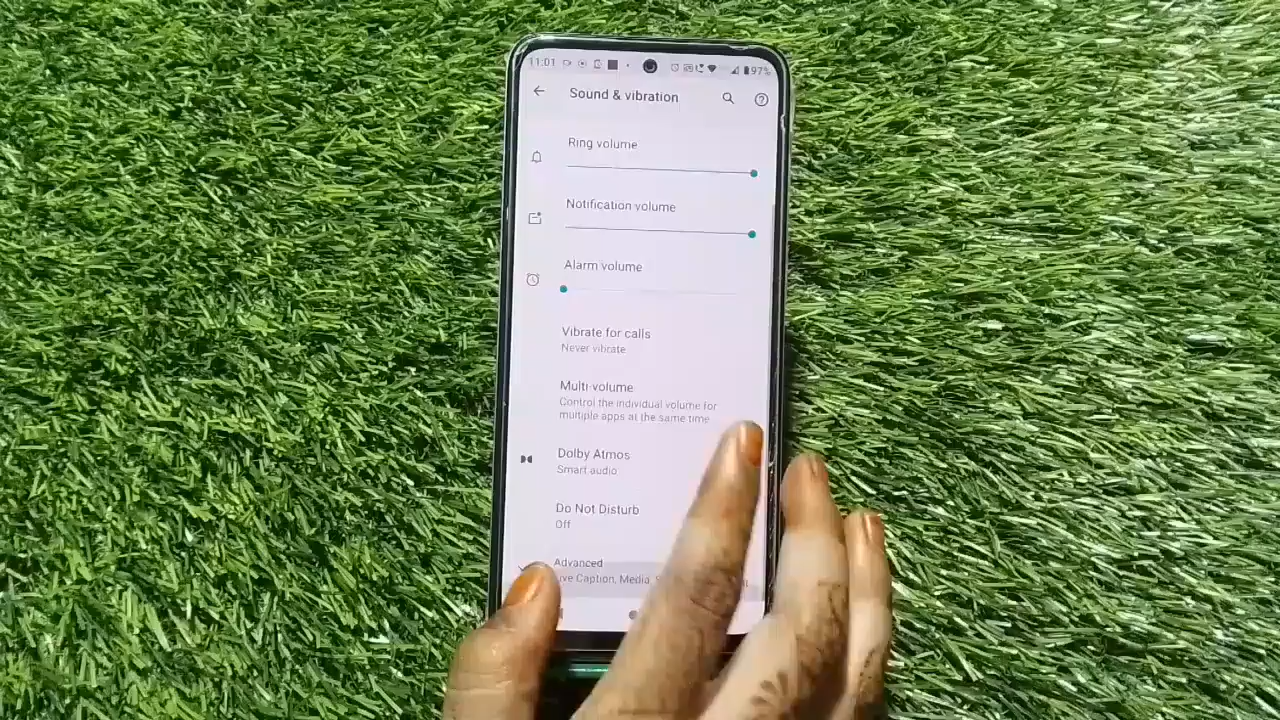 11:01
97%
Sound & vibration
Ring volume
Notification volume
Alarm volume
Vibrate for calls
Never vibrate
Multi-volume
Control the individual volume for
multiple apps at the same time
Dolby Atmos
Smart audio
Do Not Disturb
Off
Advanced
Caption, Media,